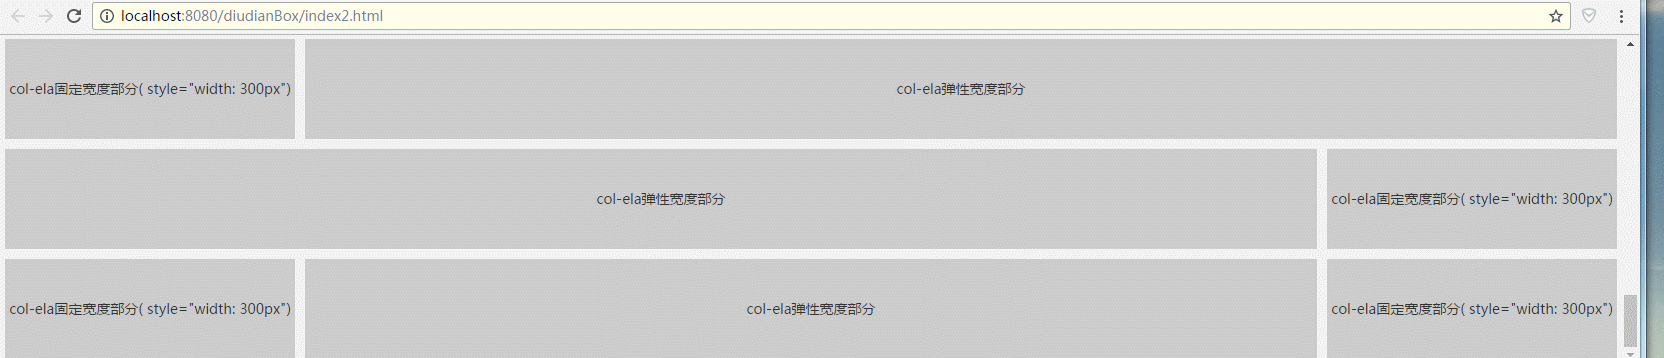 localhost:8080/diudianBox/index2.html
col-ela固定宽度部分( style="width: 300px")
col-ela弹性宽度部分
col-ela弹性宽度部分
col-ela固定宽度部分( style="width: 300px")
col-ela固定宽度部分( style="width: 300px")
col-ela弹性宽度部分
col-ela固定宽度部分( style="width: 300px")